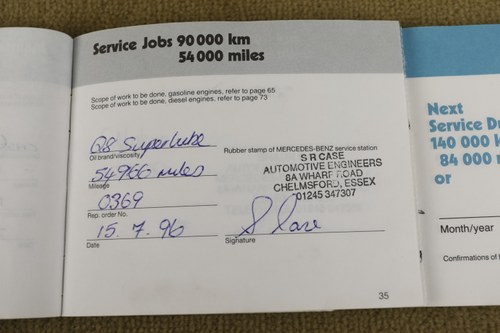 Service Jobs 90 000 km
54 000 miles
Scope of work to be done, gasoline engines, refer to page 65
Scope of work to be done, diesel engines, refer to page 73
Q8 Superlube
Oil brand/viscosity
54966 miles
Mileage
0369
Rep. order No.
15.7.96
Date
Rubber stamp of MERCEDES-BENZ service station
S R CASE
AUTOMOTIVE ENGINEERS
8A WHARF ROAD
CHELMSFORD, ESSEX
01245 347307
S Case
Signature
35
Next
Service Du
140 000 k
84 000 mi
or
Month/year
Confirmations of